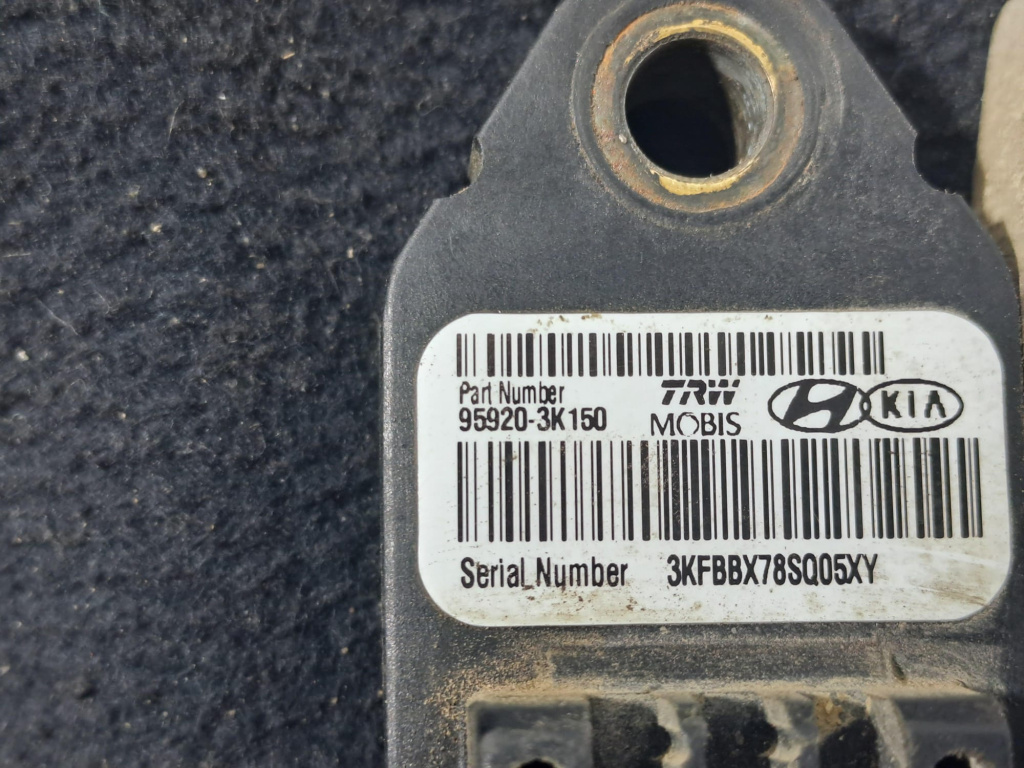 Part Number TRW
95920-3K150 MOBIS KIA
Serial Number 3KFBBX78SQ05XY